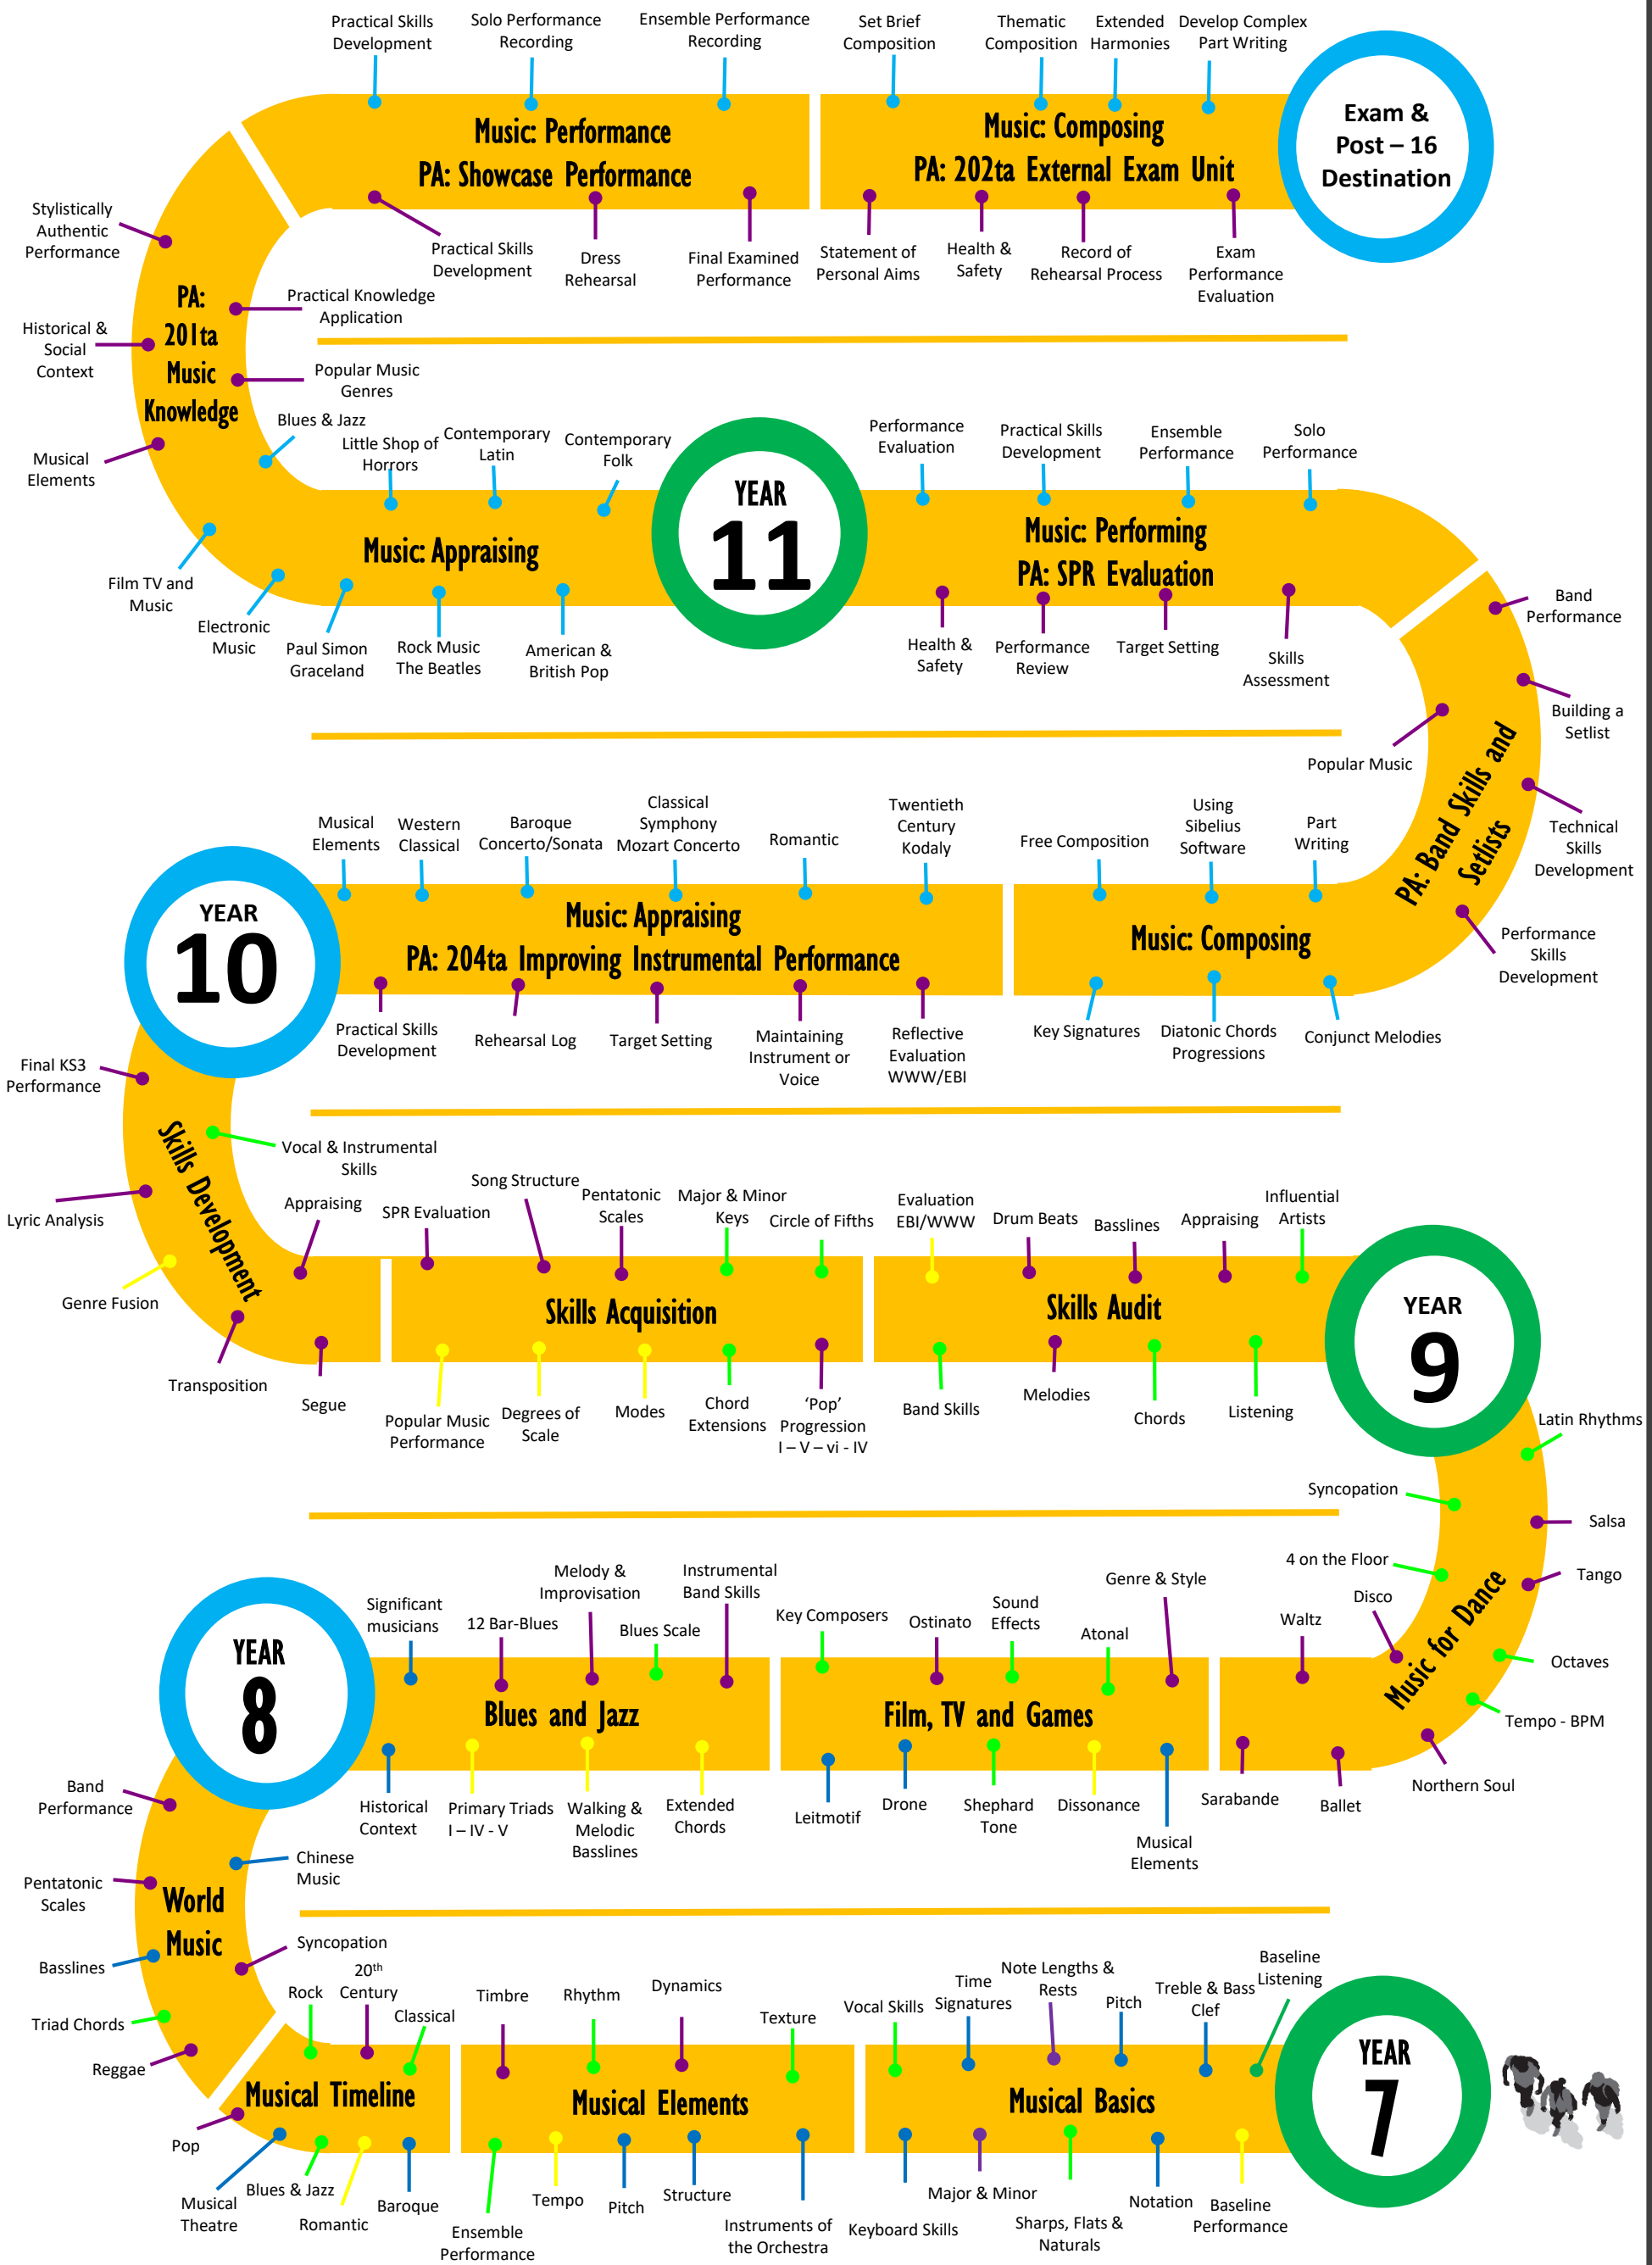 Practical Skills
Development
Solo Performance
Recording
Ensemble Performance
Recording
Set Brief
Composition
Thematic
Composition
Extended
Harmonies
Develop Complex
Part Writing
Music: Performance
PA: Showcase Performance
Music: Composing
PA: 202ta External Exam Unit
Exam &
Post – 16
Destination
Practical Skills
Development
Dress
Rehearsal
Final Examined
Performance
Statement of
Personal Aims
Health &
Safety
Record of
Rehearsal Process
Exam
Performance
Evaluation
Stylistically
Authentic
Performance
PA:
201ta
Music
Knowledge
Practical Knowledge
Application
Historical &
Social
Context
Popular Music
Genres
Musical
Elements
Blues & Jazz
Little Shop of
Horrors
Contemporary
Latin
Contemporary
Folk
Music: Appraising
Film TV and
Music
Electronic
Music
Paul Simon
Graceland
Rock Music
The Beatles
American &
British Pop
YEAR
11
Performance
Evaluation
Practical Skills
Development
Ensemble
Performance
Solo
Performance
Music: Performing
PA: SPR Evaluation
Health &
Safety
Performance
Review
Target Setting
Skills
Assessment
Band
Performance
Building a
Setlist
Popular Music
PA: Band Skills and
Setlists
Technical
Skills
Development
Performance
Skills
Development
YEAR
10
Musical
Elements
Western
Classical
Baroque
Concerto/Sonata
Classical
Symphony
Mozart Concerto
Romantic
Twentieth
Century
Kodaly
Free Composition
Using
Sibelius
Software
Part
Writing
Music: Appraising
PA: 204ta Improving Instrumental Performance
Music: Composing
Practical Skills
Development
Rehearsal Log
Target Setting
Maintaining
Instrument or
Voice
Reflective
Evaluation
WWW/EBI
Key Signatures
Diatonic Chords
Progressions
Conjunct Melodies
Final KS3
Performance
Vocal & Instrumental
Skills
Skills Development
Lyric Analysis
Genre Fusion
Transposition
Appraising
Segue
SPR Evaluation
Song Structure
Pentatonic
Scales
Major & Minor
Keys
Circle of Fifths
Skills Acquisition
Popular Music
Performance
Degrees of
Scale
Modes
Chord
Extensions
‘Pop’
Progression
I – V – vi - IV
Evaluation
EBI/WWW
Drum Beats
Basslines
Appraising
Influential
Artists
Skills Audit
Band Skills
Melodies
Chords
Listening
YEAR
9
Latin Rhythms
Syncopation
Salsa
4 on the Floor
Tango
Disco
Waltz
Music for Dance
Octaves
Tempo - BPM
Northern Soul
Ballet
Sarabande
YEAR
8
Significant
musicians
12 Bar-Blues
Melody &
Improvisation
Blues Scale
Instrumental
Band Skills
Blues and Jazz
Historical
Context
Primary Triads
I – IV - V
Walking &
Melodic
Basslines
Extended
Chords
Key Composers
Ostinato
Sound
Effects
Atonal
Genre & Style
Film, TV and Games
Leitmotif
Drone
Shephard
Tone
Dissonance
Musical
Elements
Band
Performance
Chinese
Music
Pentatonic
Scales
World
Music
Basslines
Syncopation
Triad Chords
Reggae
Rock
20th
Century
Classical
Musical Timeline
Pop
Musical
Theatre
Blues & Jazz
Romantic
Baroque
Timbre
Rhythm
Dynamics
Texture
Musical Elements
Ensemble
Performance
Tempo
Pitch
Structure
Instruments of
the Orchestra
Vocal Skills
Time
Signatures
Note Lengths &
Rests
Pitch
Treble & Bass
Clef
Baseline
Listening
Musical Basics
Keyboard Skills
Major & Minor
Sharps, Flats &
Naturals
Notation
Baseline
Performance
YEAR
7